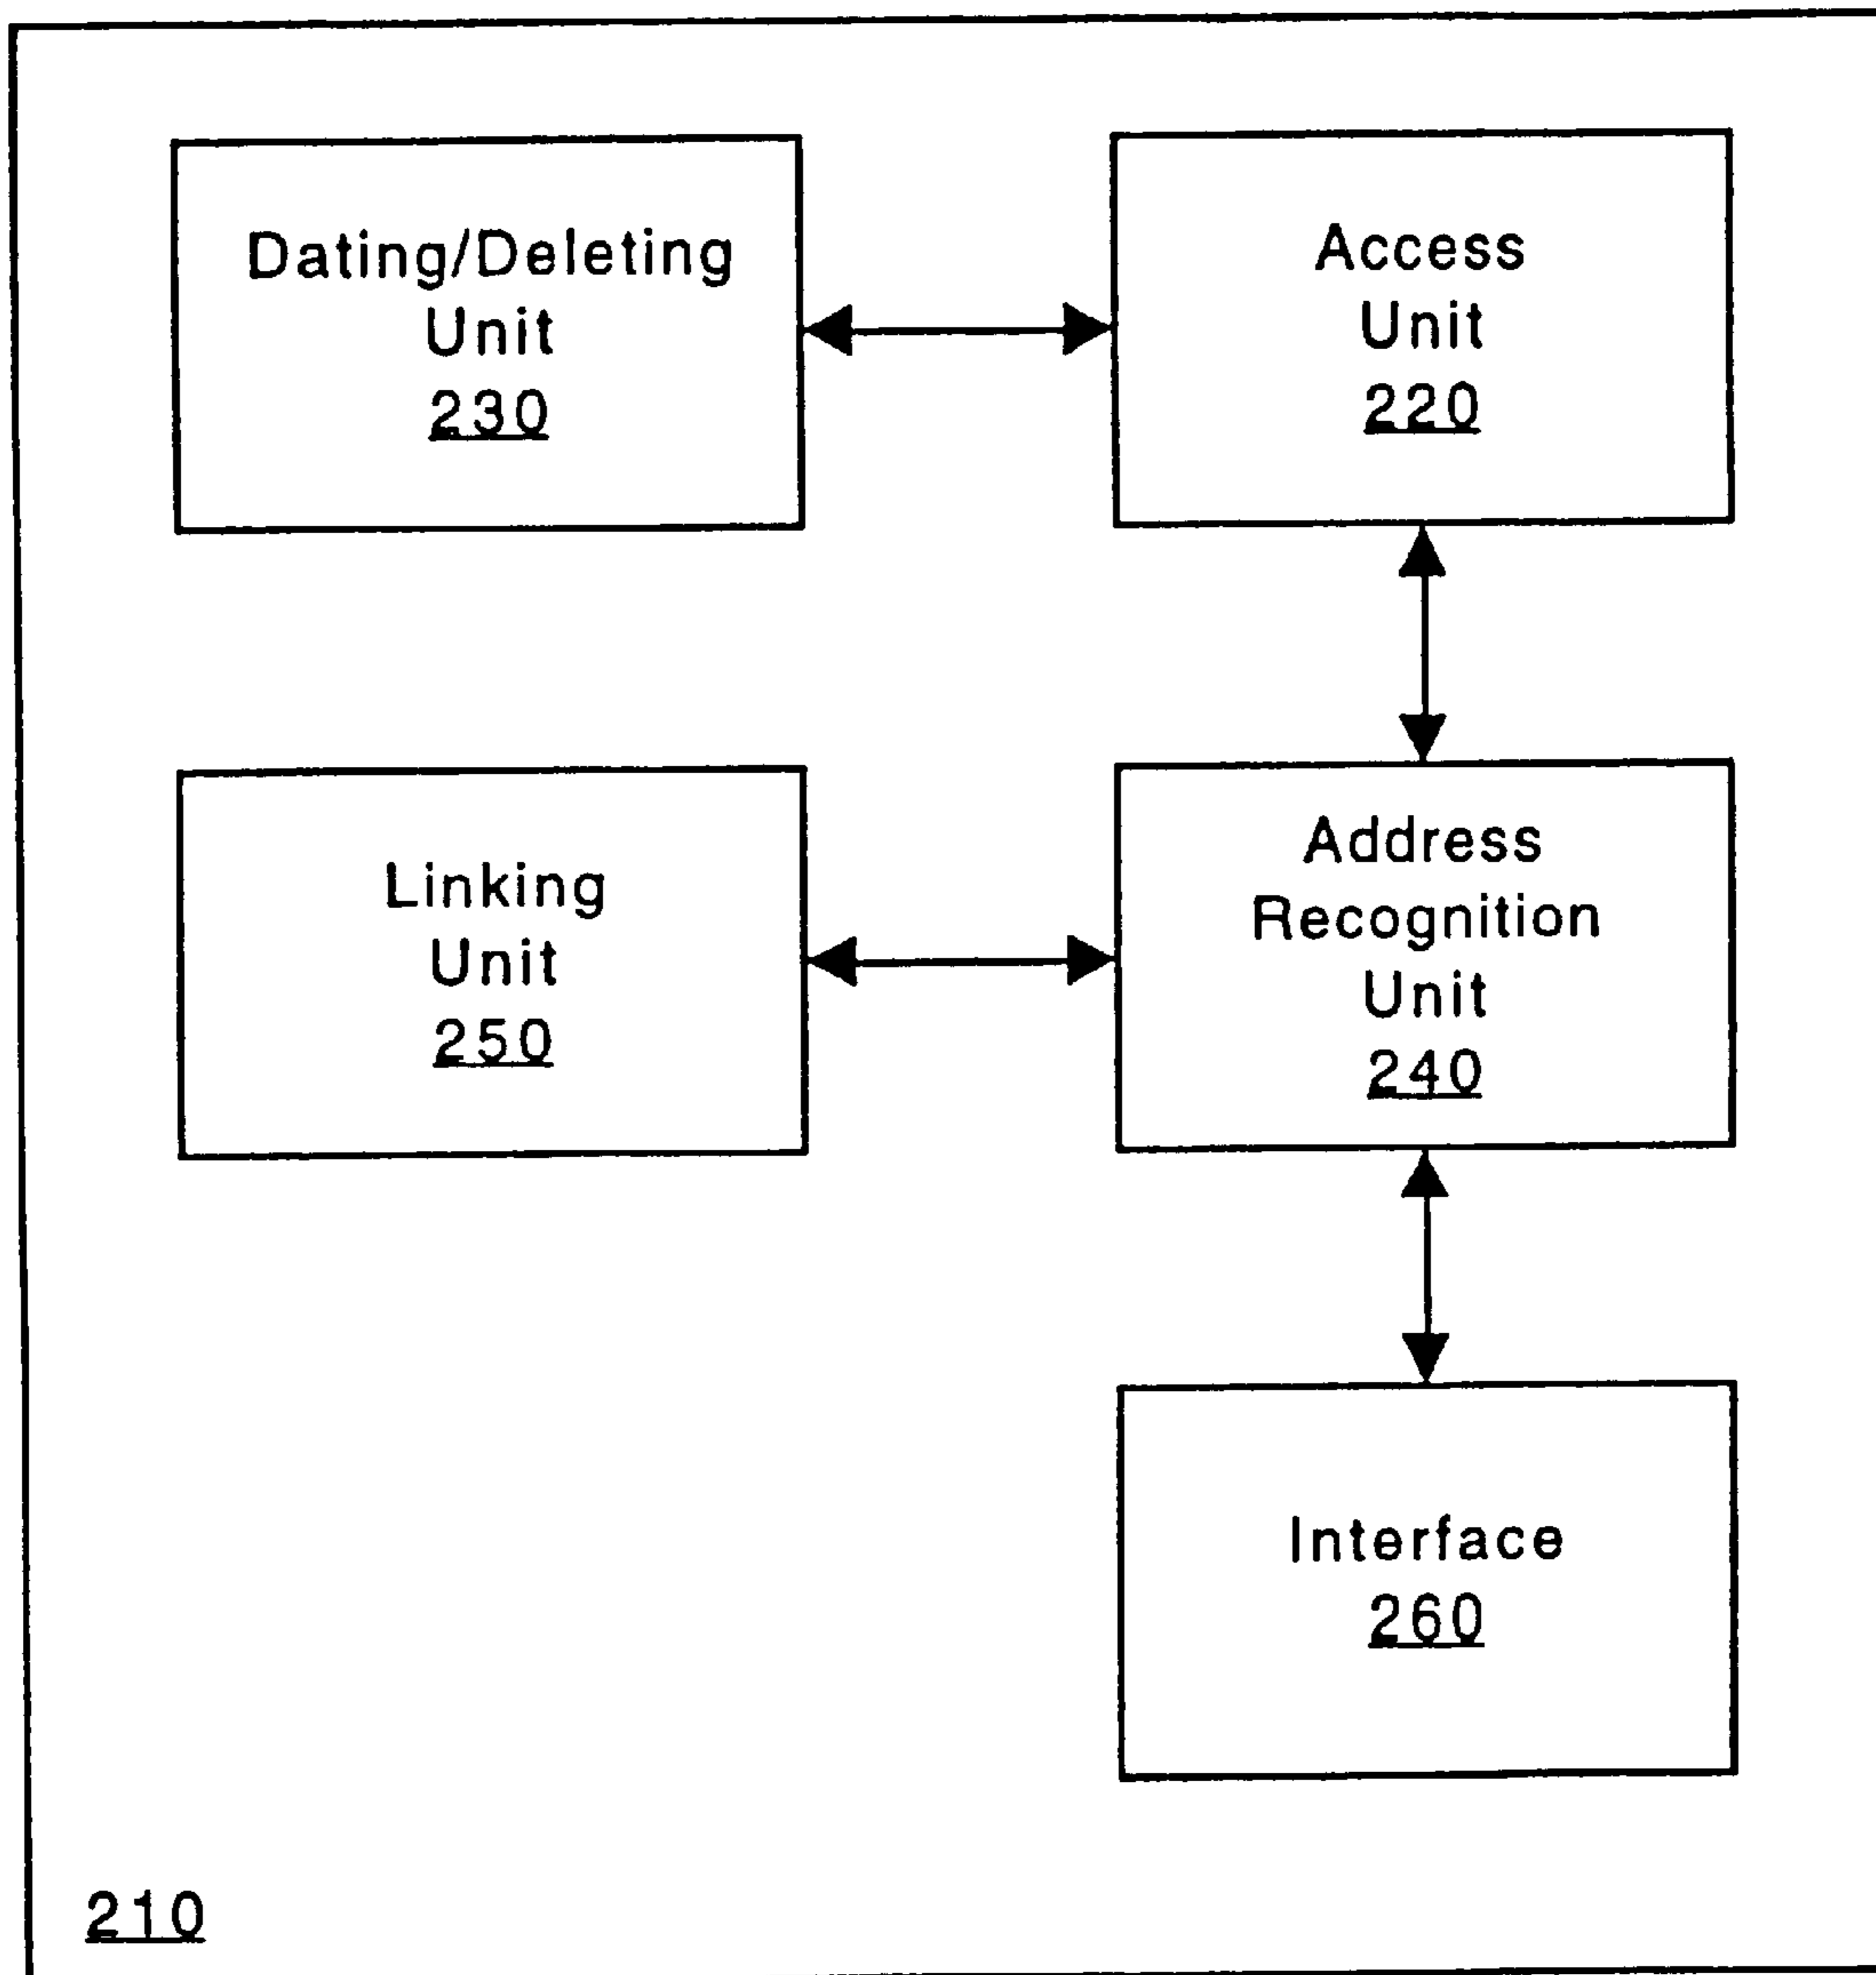 Dating/Deleting
Unit
230
Access
Unit
220
Linking
Unit
250
Address
Recognition
Unit
240
Interface
260
210